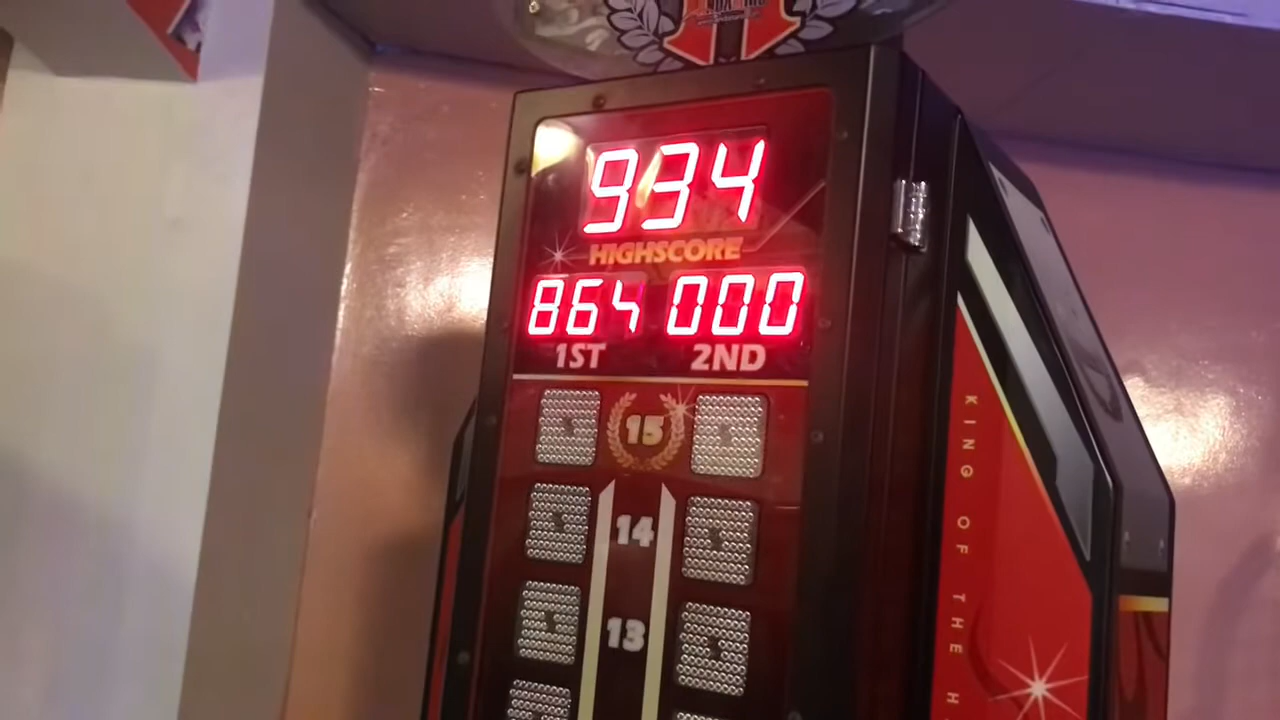 934
HIGHSCORE
864 000
1ST 2ND
15
14
13
KING OF THE H